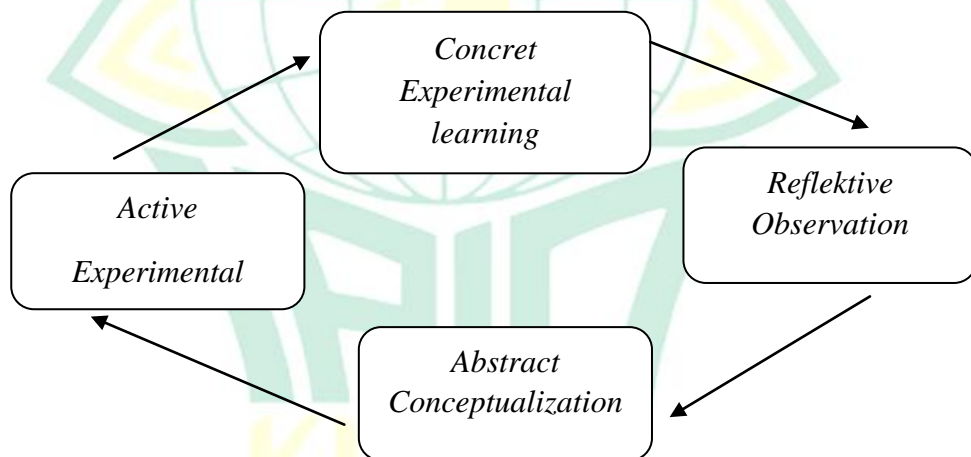 Concret
Experimental
learning
Reflektive
Observation
Abstract
Conceptualization
Active
Experimental